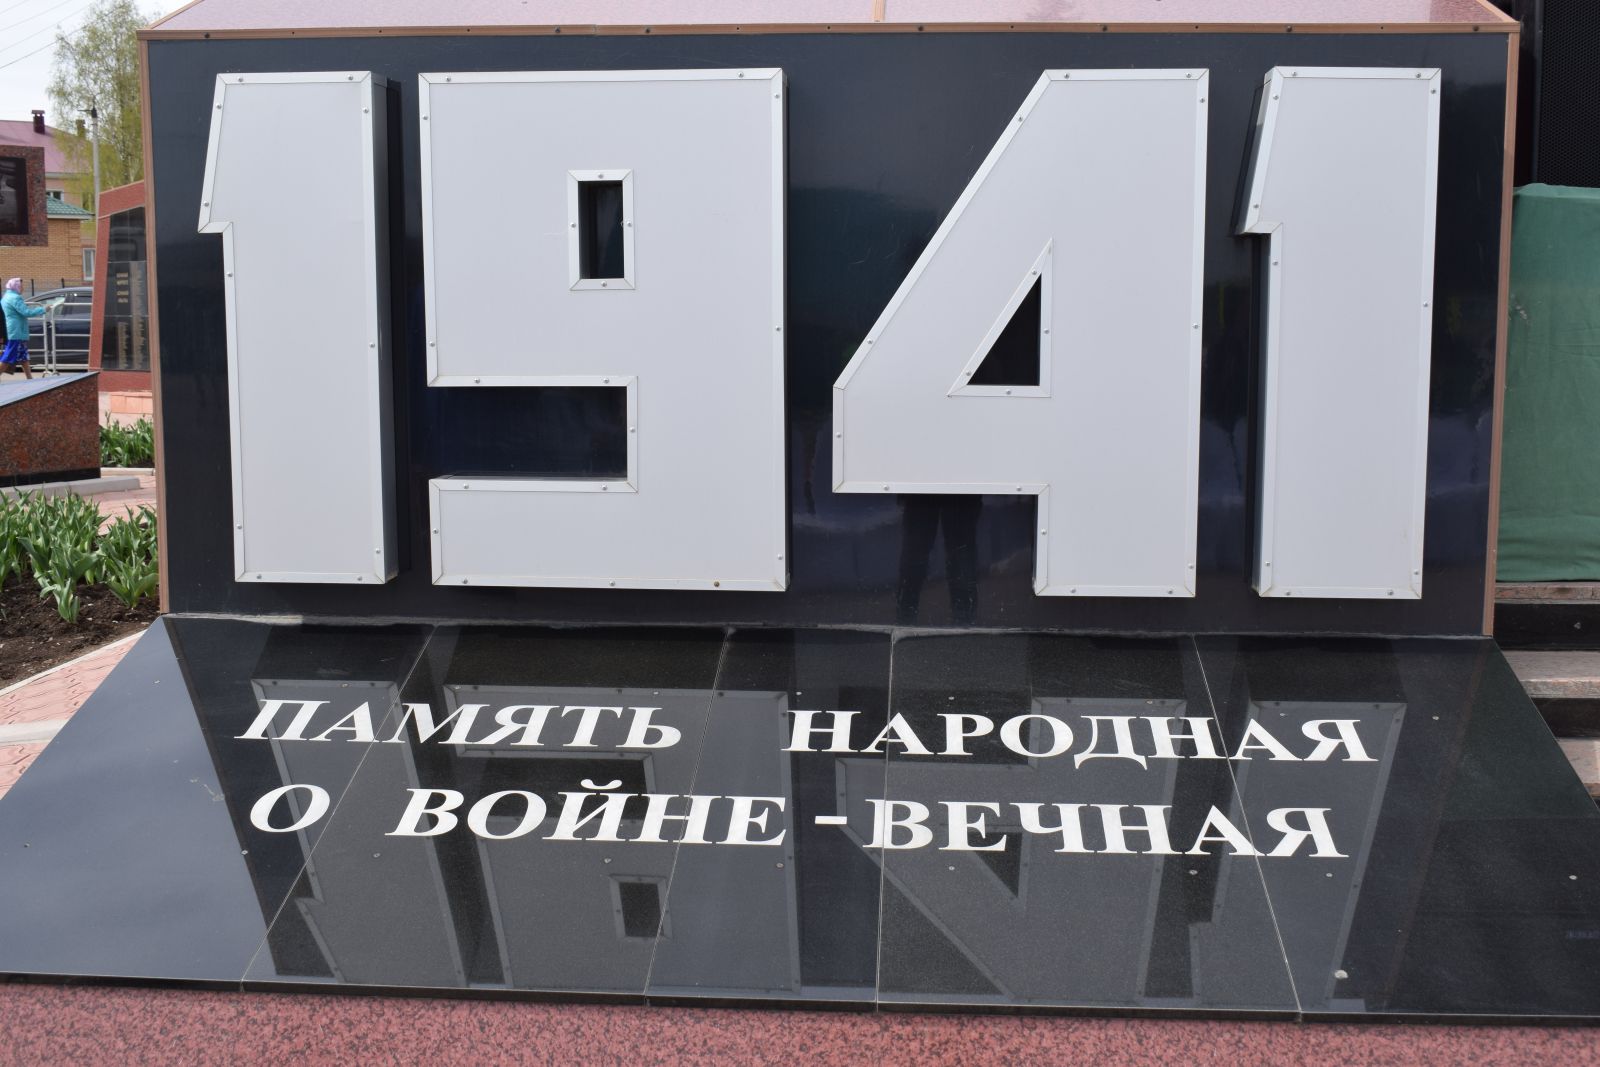 1941
ПАМЯТЬ НАРОДНАЯ
О ВОЙНЕ - ВЕЧНАЯ